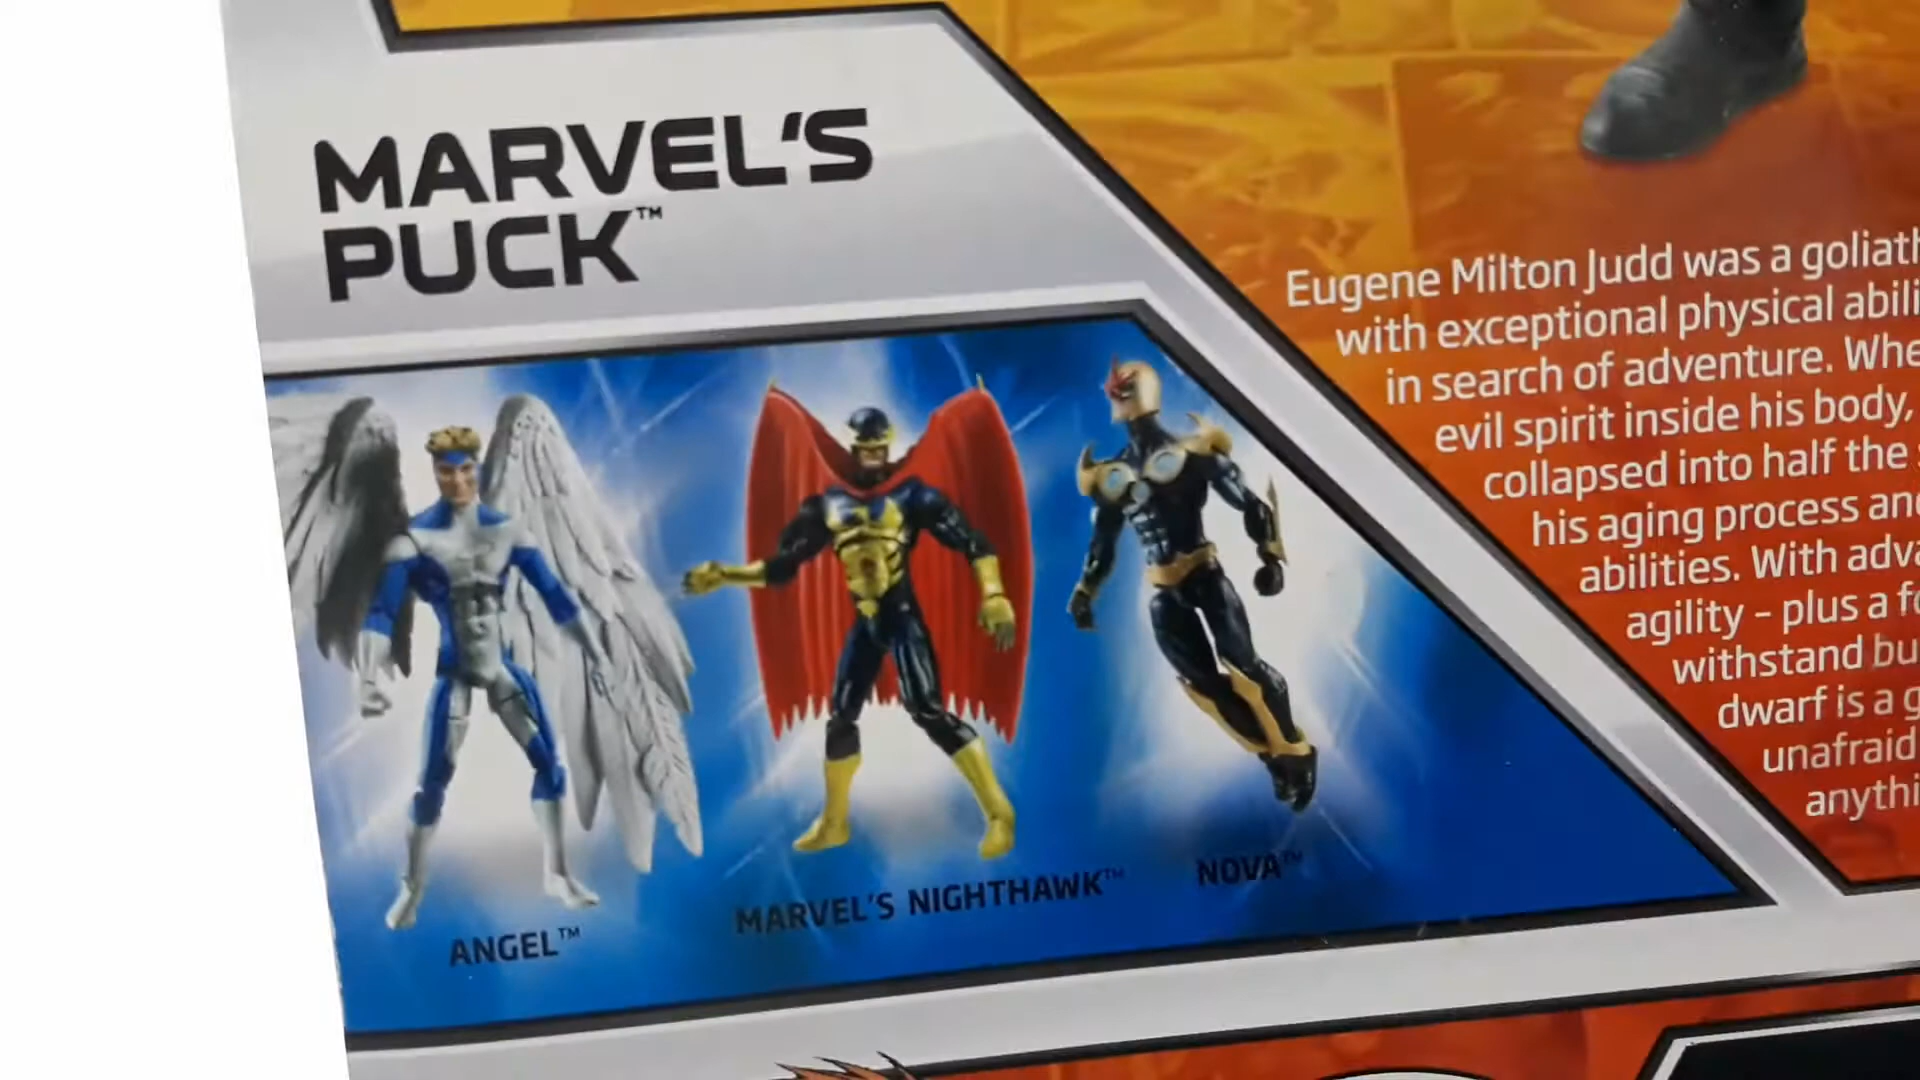 MARVEL'S
PUCK™
Eugene Milton Judd was a goliath
with exceptional physical abili
in search of adventure. Whe
evil spirit inside his body,
collapsed into half the
his aging process an
abilities. With adva
agility – plus a fo
withstand bu
dwarf is a g
unafraid
anythi
ANGEL™
MARVEL'S NIGHTHAWK™
NOVA™